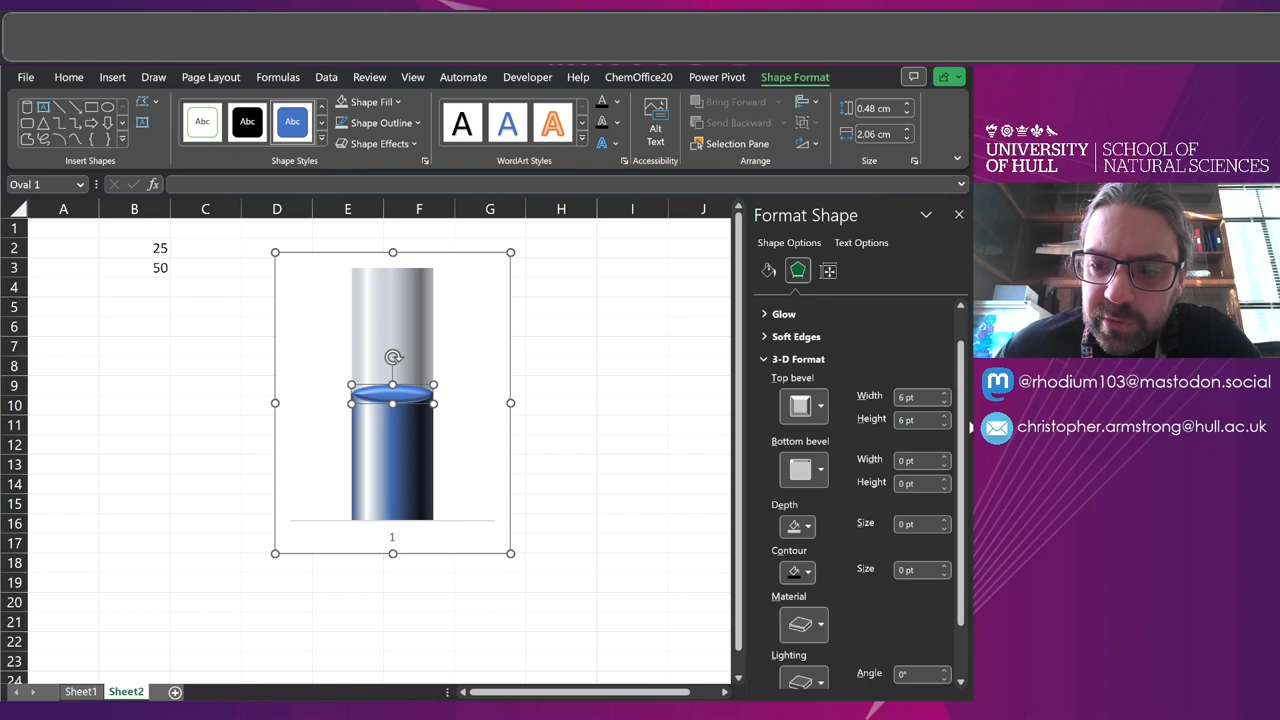 File Home Insert Draw Page Layout Formulas Data Review View Automate Developer Help ChemOffice20 Power Pivot Shape Format
Abc Abc Abc
Shape Fill
Shape Outline
Shape Effects
A A A
A
A
A
Alt
Text
Bring Forward
Send Backward
Selection Pane
0.48 cm
2.06 cm
Insert Shapes Shape Styles WordArt Styles Accessibility Arrange Size
Oval 1 fx
A B C D E F G H I J
1
2 25
3 50
4
5
6
7
8
9
10
11
12
13
14
15
16
17
18
19
20
21
22
23
24
1
Sheet1 Sheet2
Format Shape
Shape Options Text Options
Glow
Soft Edges
3-D Format
Top bevel
Width 6 pt
Height 6 pt
Bottom bevel
Width 0 pt
Height 0 pt
Depth
Size 0 pt
Contour
Size 0 pt
Material
Lighting
Angle 0°
UNIVERSITY OF HULL
SCHOOL OF NATURAL SCIENCES
@rhodium103@mastodon.social
christopher.armstrong@hull.ac.uk